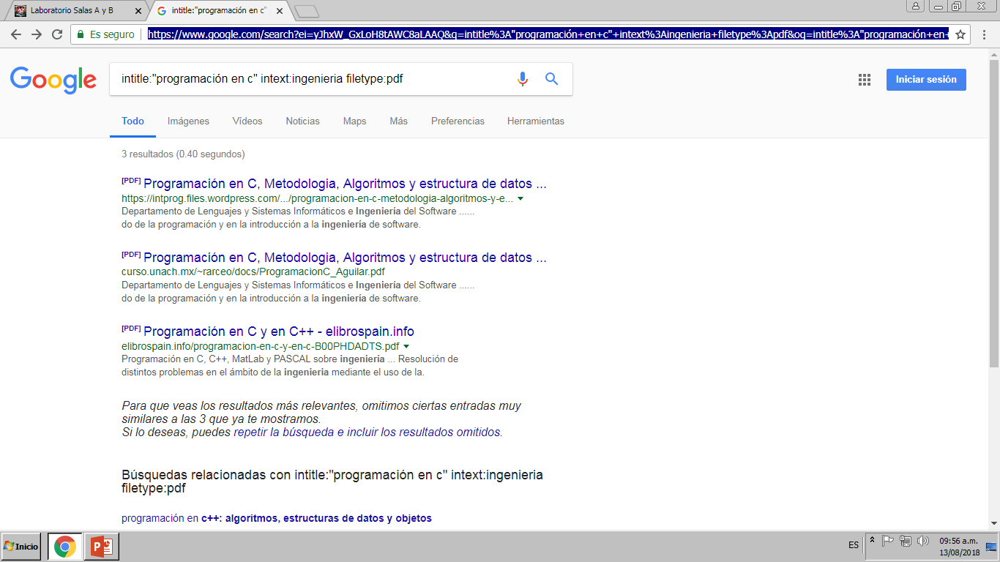 Laboratorio Salas A y B
intitle:"programación en c"
Es seguro
https://www.google.com/search?ei=yJhxW_GxLoH8tAWC8aLAAQ&q=intitle%3A"programación+en+c"+intext%3Aingenieria+filetype%3Apdf&oq=intitle%3A"programación+en+
Google
intitle:"programación en c" intext:ingenieria filetype:pdf
Iniciar sesión
Todo Imágenes Vídeos Noticias Maps Más Preferencias Herramientas
3 resultados (0.40 segundos)
[PDF] Programación en C, Metodologia, Algoritmos y estructura de datos ...
https://intprog.files.wordpress.com/.../programacion-en-c-metodologia-algoritmos-y-e...
Departamento de Lenguajes y Sistemas Informáticos e Ingeniería del Software ......
do de la programación y en la introducción a la ingeniería de software.
[PDF] Programación en C, Metodologia, Algoritmos y estructura de datos ...
curso.unach.mx/~rarceo/docs/ProgramacionC_Aguilar.pdf
Departamento de Lenguajes y Sistemas Informáticos e Ingeniería del Software ......
do de la programación y en la introducción a la ingeniería de software.
[PDF] Programación en C y en C++ - elibrospain.info
elibrospain.info/programacion-en-c-y-en-c-B00PHDADTS.pdf
Programación en C, C++, MatLab y PASCAL sobre ingeniería ... Resolución de
distintos problemas en el ámbito de la ingenieria mediante el uso de la.
Para que veas los resultados más relevantes, omitimos ciertas entradas muy
similares a las 3 que ya te mostramos.
Si lo deseas, puedes repetir la búsqueda e incluir los resultados omitidos.
Búsquedas relacionadas con intitle:"programación en c" intext:ingenieria
filetype:pdf
programación en c++: algoritmos, estructuras de datos y objetos
Inicio
ES
09:56 a.m.
13/08/2018